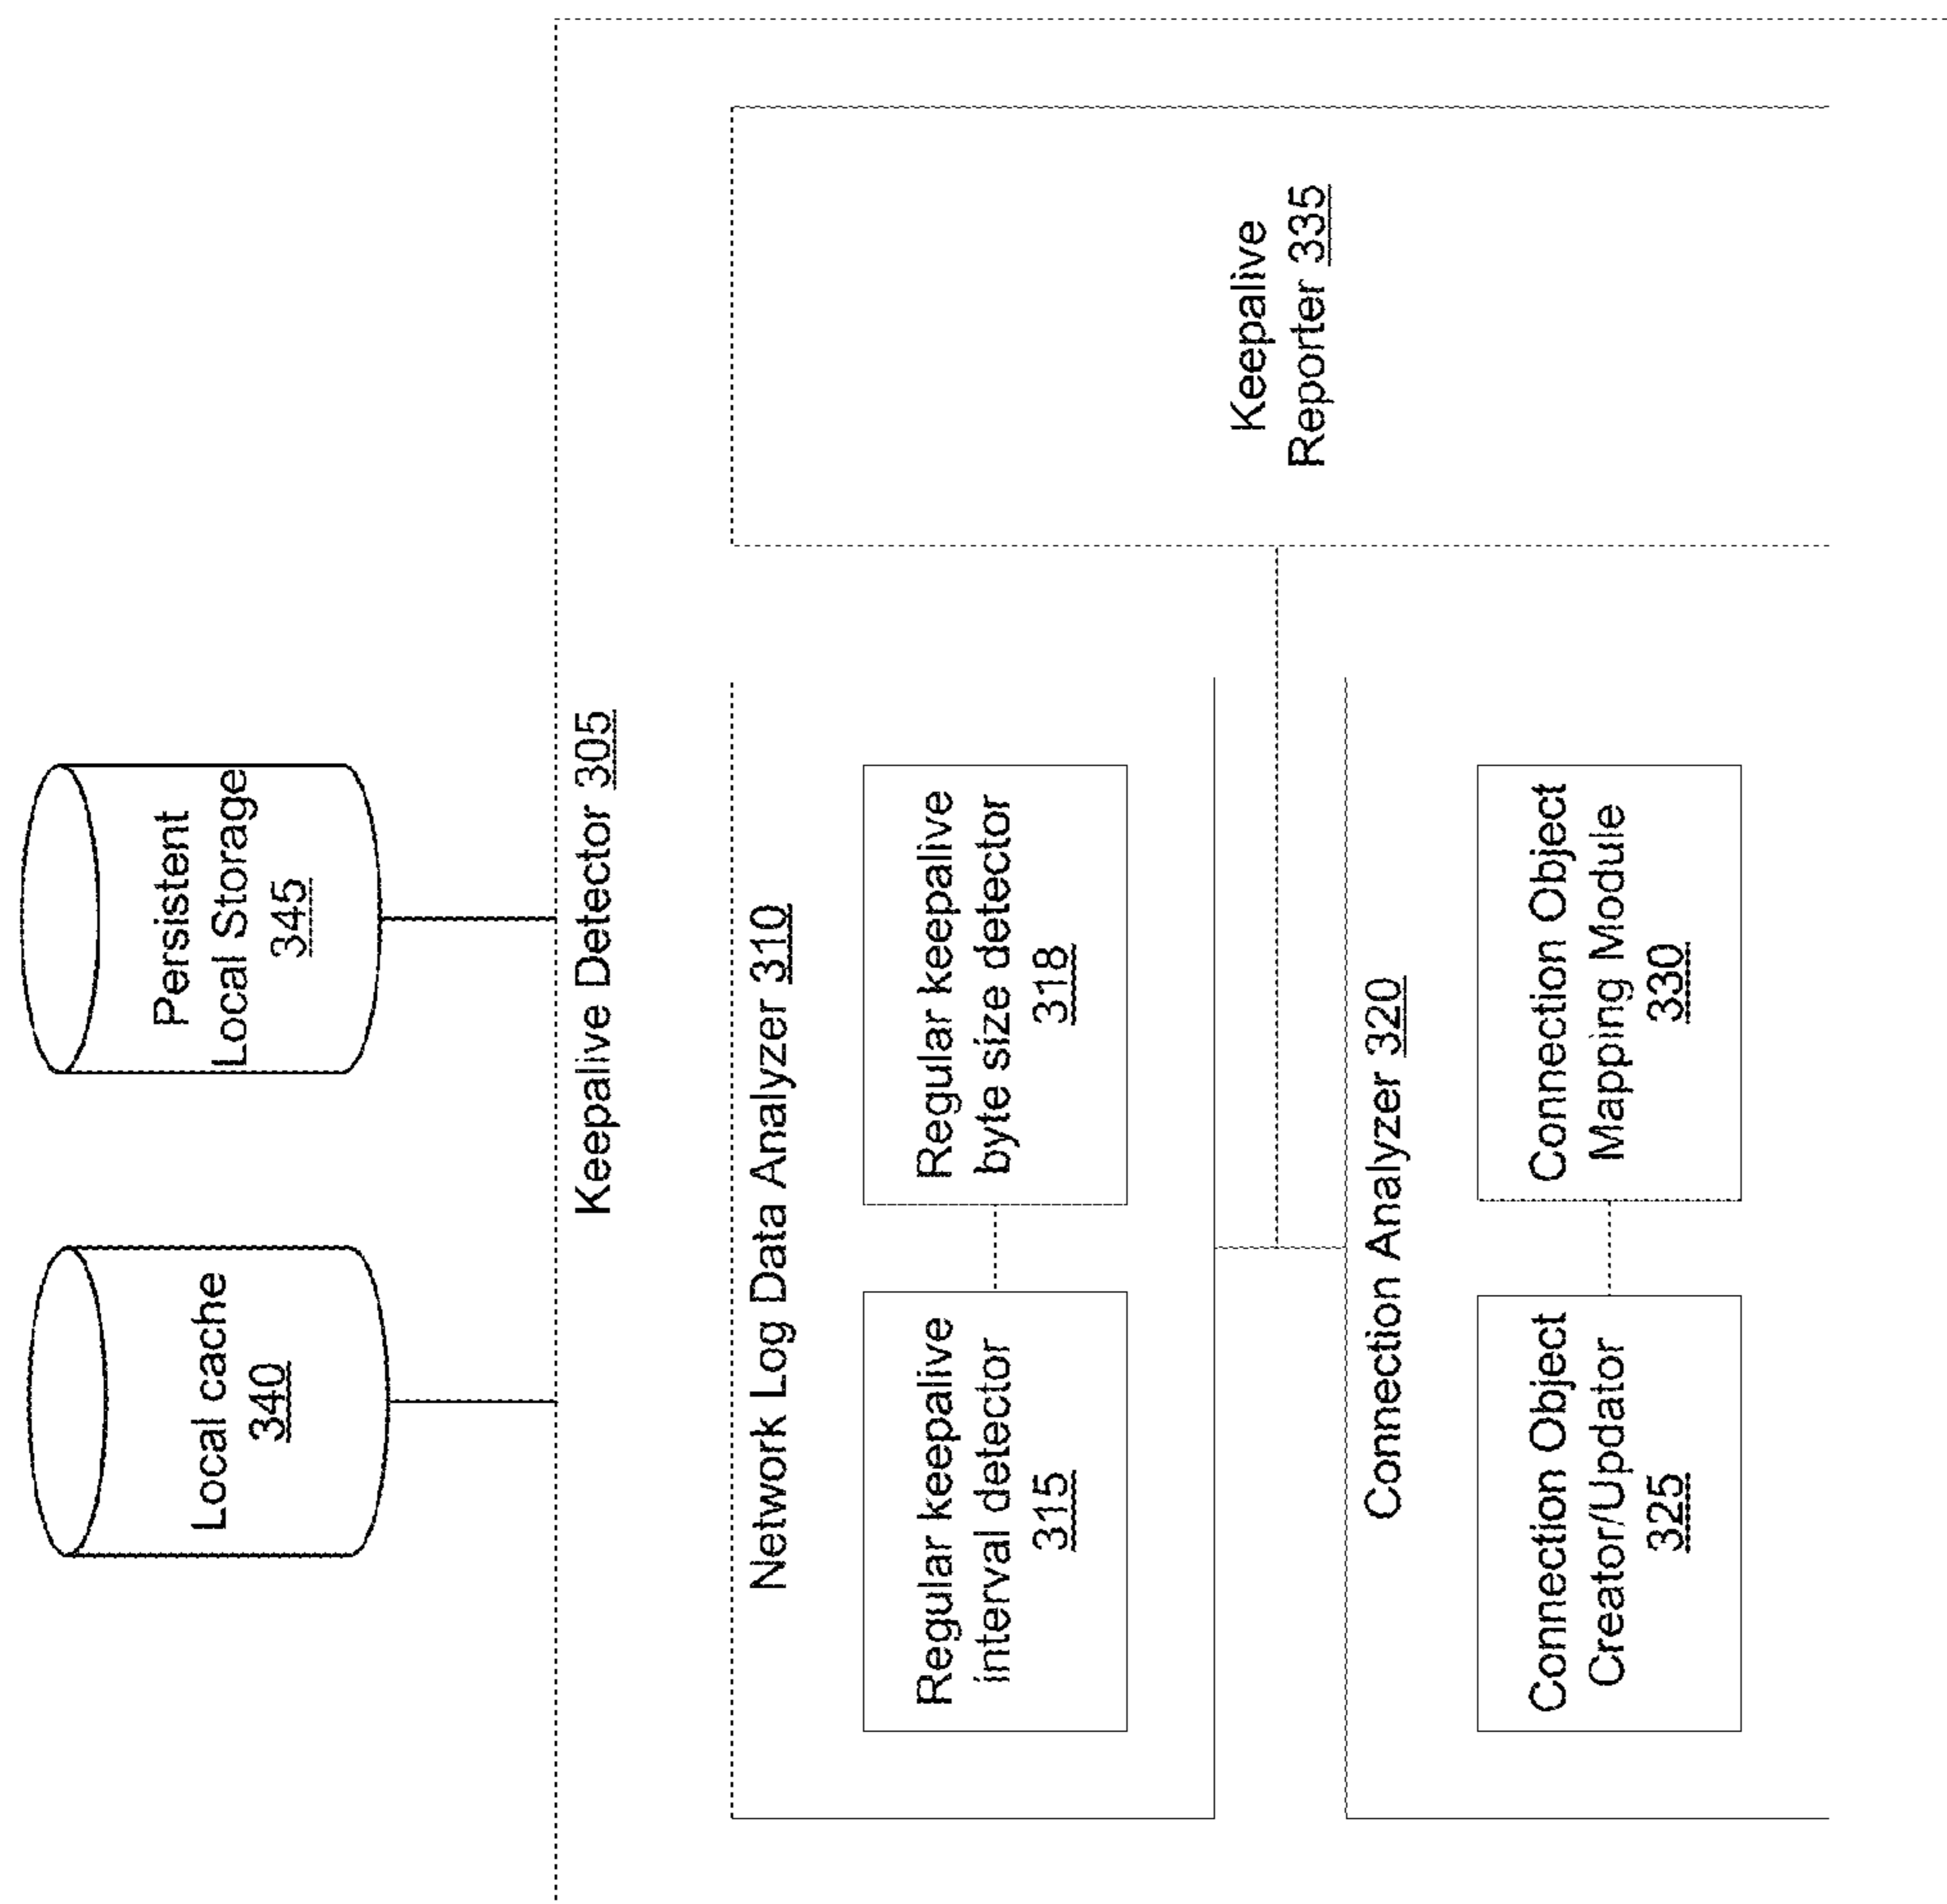 Local cache
340
Persistent
Local Storage
345
Keepalive Detector 305
Network Log Data Analyzer 310
Regular keepalive
interval detector
315
Regular keepalive
byte size detector
318
Connection Analyzer 320
Connection Object
Creator/Updator
325
Connection Object
Mapping Module
330
Keepalive
Reporter 335